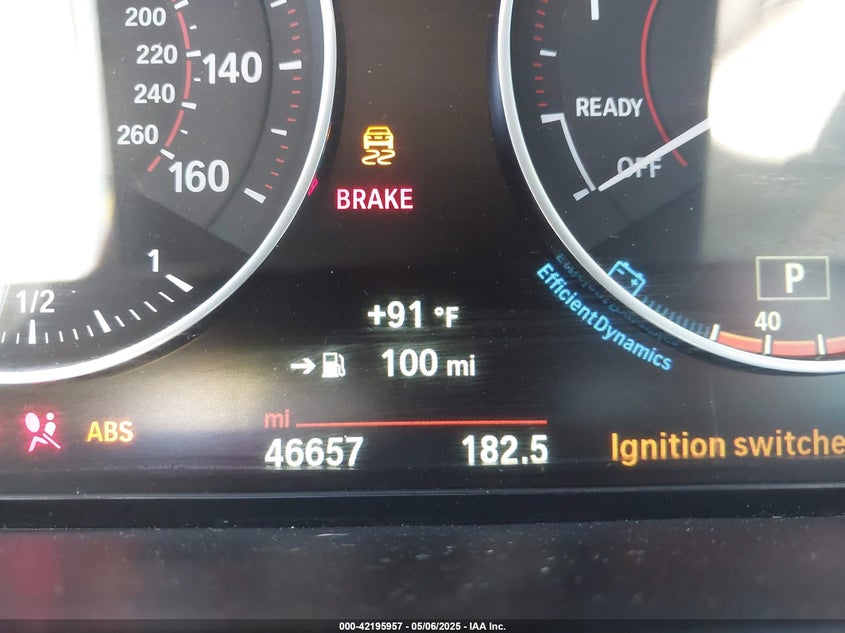 200
220
240
260
140
160
1/2
1
BRAKE
READY
OFF
+91 °F
100 mi
EfficientDynamics
P
40
ABS
mi
46657 182.5
Ignition switche
000-42195957 - 05/06/2025 - IAA Inc.